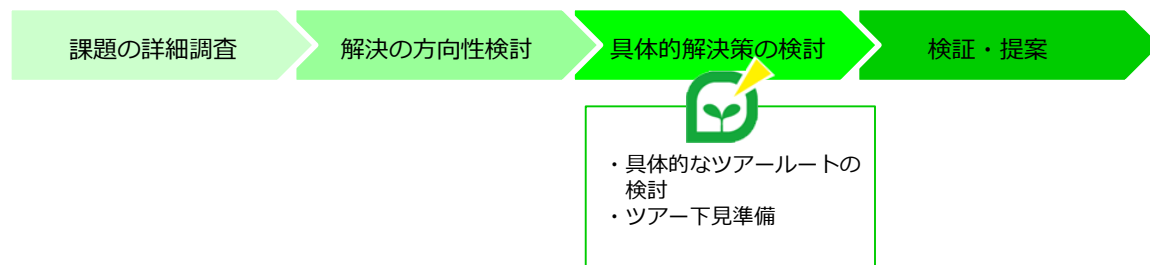 課題の詳細調査
解決の方向性検討
具体的解決策の検討
検証・提案
・具体的なツアールートの
検討
・ツアー下見準備